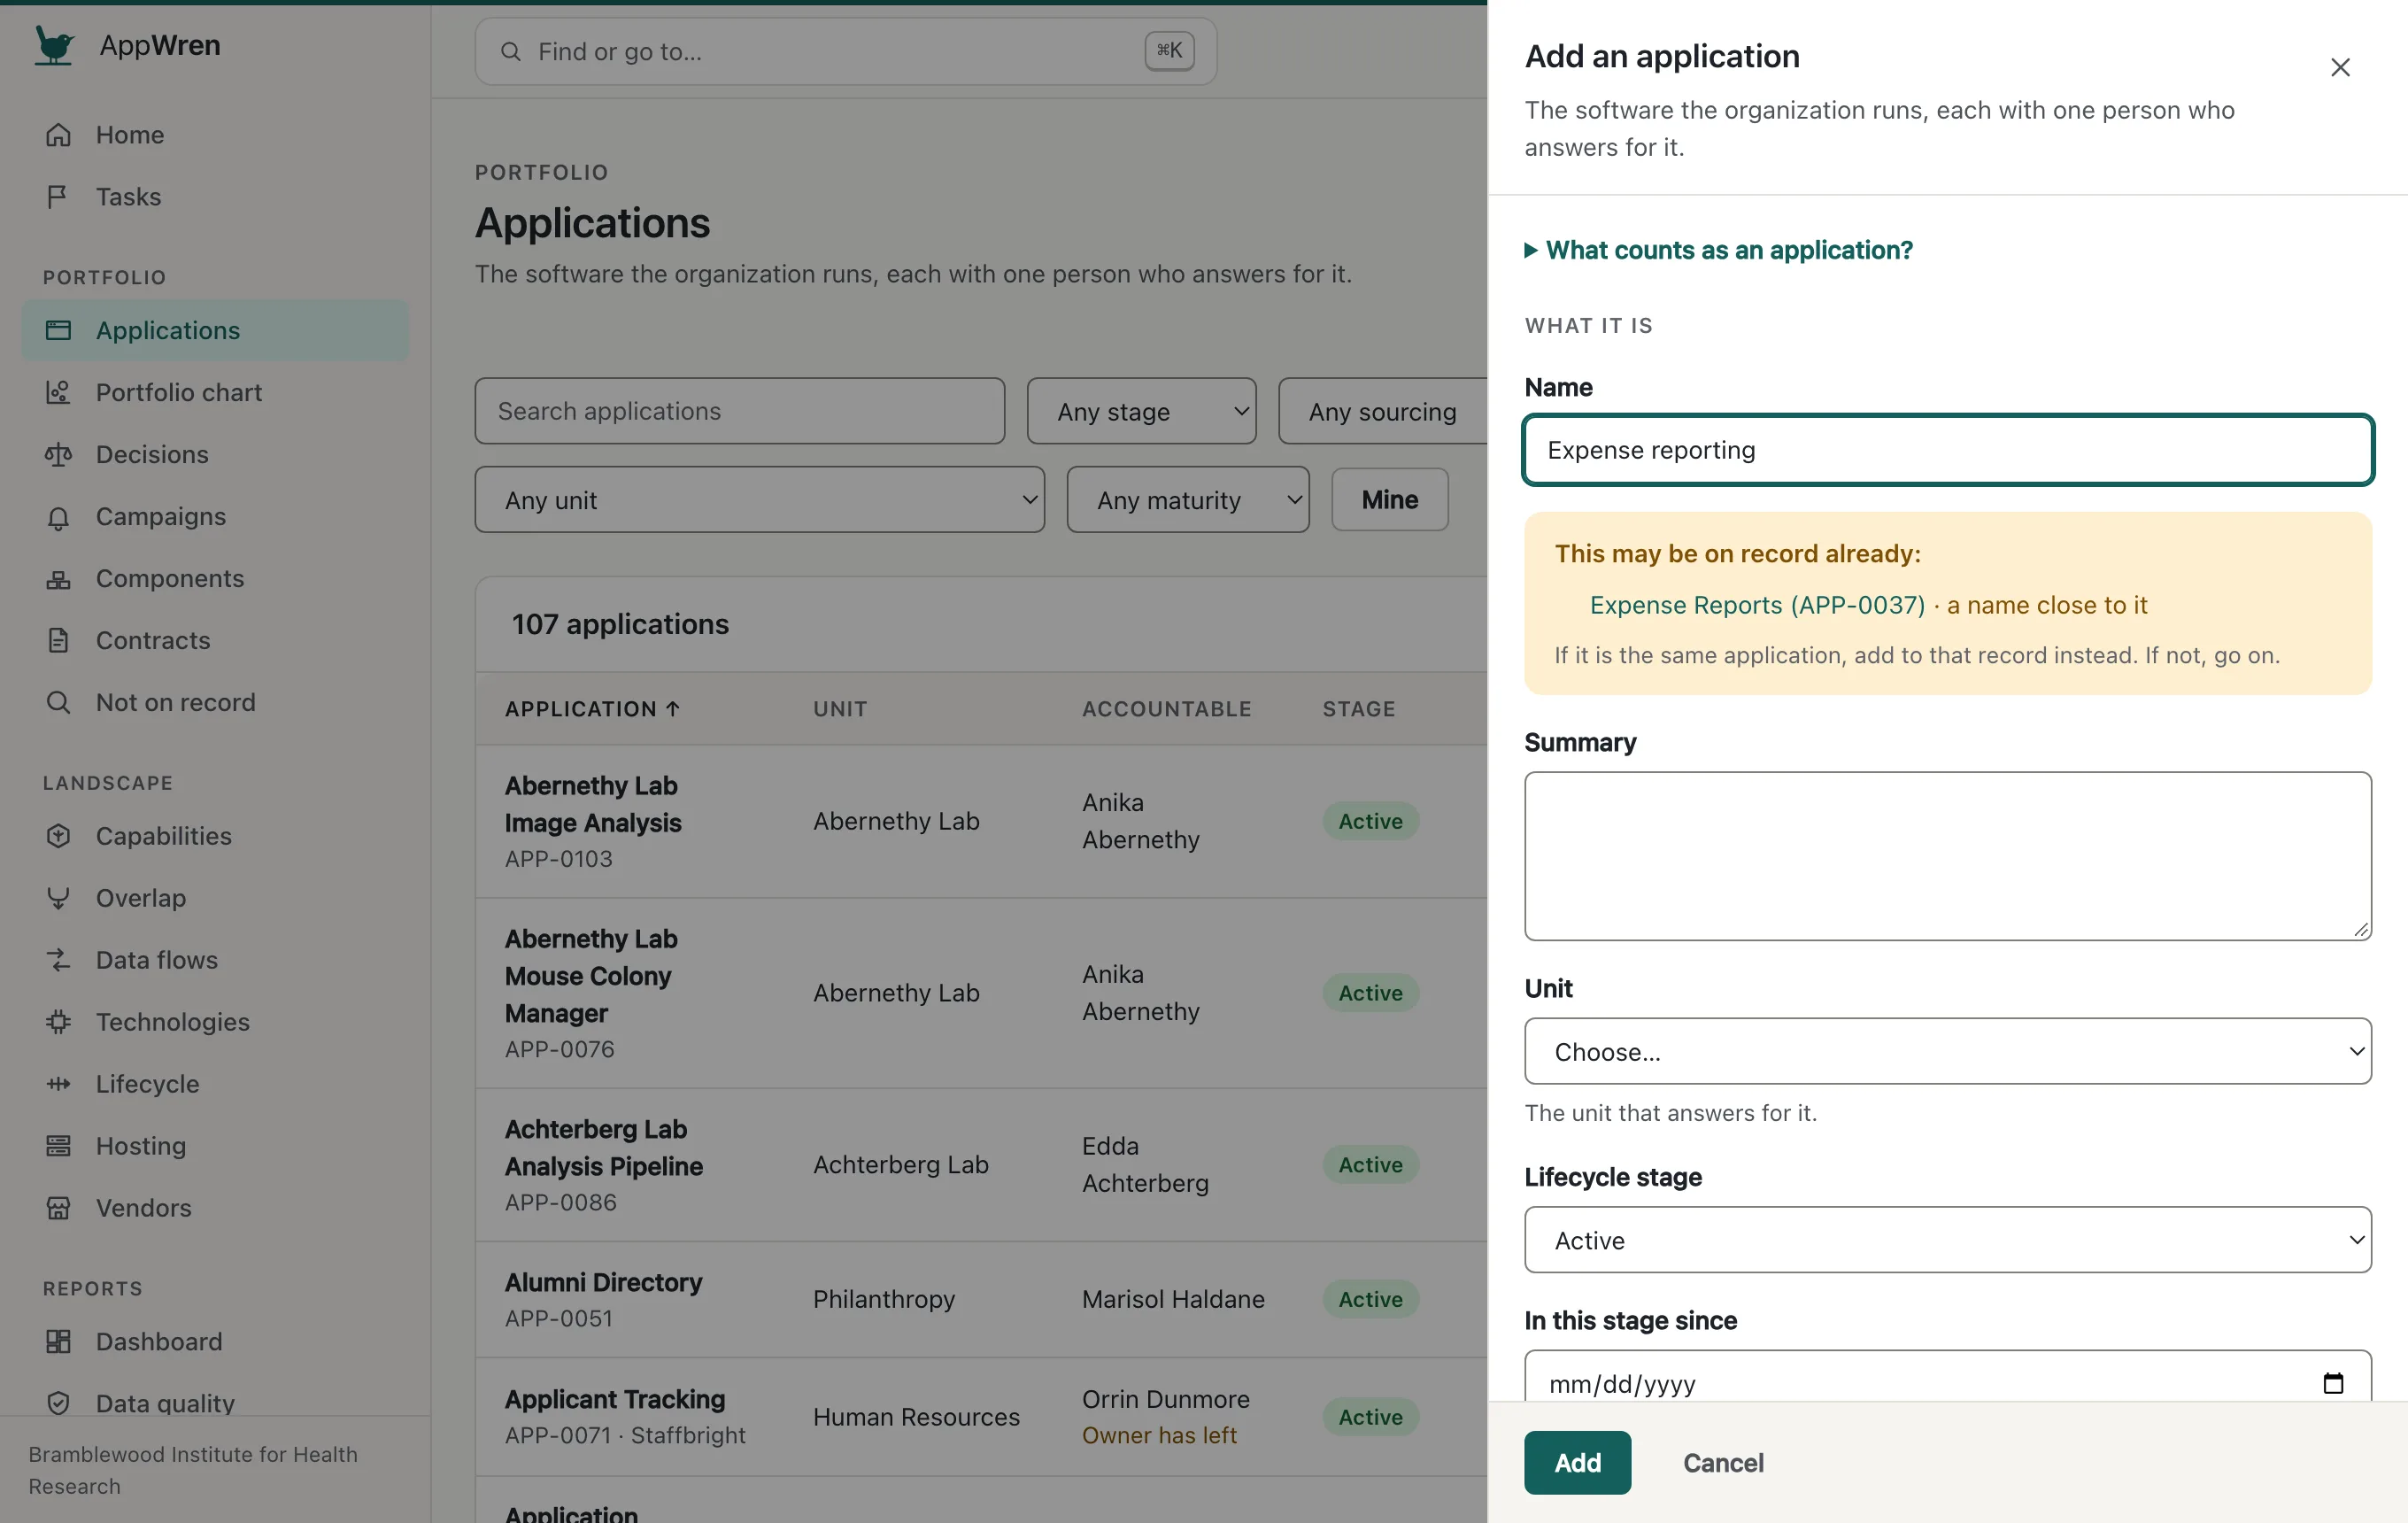 AppWren
Find or go to...
⌘K
Home
Tasks
PORTFOLIO
Applications
Portfolio chart
Decisions
Campaigns
Components
Contracts
Not on record
LANDSCAPE
Capabilities
Overlap
Data flows
Technologies
Lifecycle
Hosting
Vendors
REPORTS
Dashboard
Data quality
Bramblewood Institute for Health
Research
PORTFOLIO
Applications
The software the organization runs, each with one person who answers for it.
Search applications
Any stage
Any sourcing
Any unit
Any maturity
Mine
107 applications
APPLICATION ↑ UNIT ACCOUNTABLE STAGE
Abernethy Lab
Image Analysis
APP-0103
Abernethy Lab
Anika
Abernethy
Active
Abernethy Lab
Mouse Colony
Manager
APP-0076
Abernethy Lab
Anika
Abernethy
Active
Achterberg Lab
Analysis Pipeline
APP-0086
Achterberg Lab
Edda
Achterberg
Active
Alumni Directory
APP-0051
Philanthropy
Marisol Haldane
Active
Applicant Tracking
APP-0071 · Staffbright
Human Resources
Orrin Dunmore
Owner has left
Active
Application
Add an application
The software the organization runs, each with one person who
answers for it.
What counts as an application?
WHAT IT IS
Name
Expense reporting
This may be on record already:
Expense Reports (APP-0037) · a name close to it
If it is the same application, add to that record instead. If not, go on.
Summary
Unit
Choose...
The unit that answers for it.
Lifecycle stage
Active
In this stage since
mm/dd/yyyy
Add
Cancel